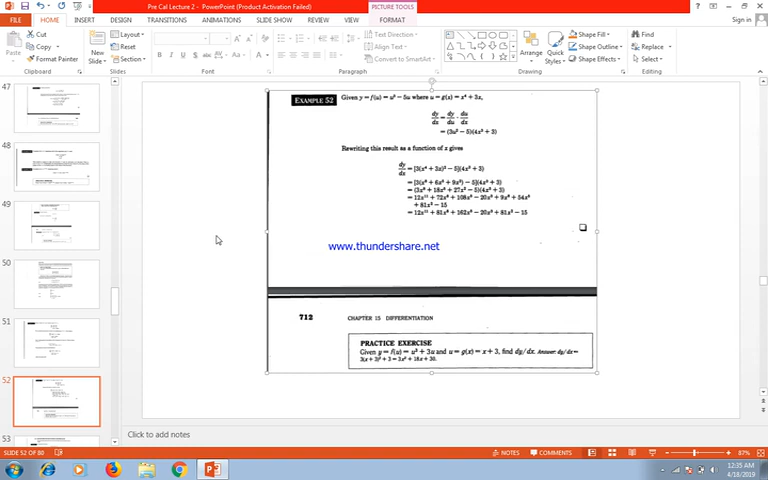 Pre Cal Lecture 2 - PowerPoint (Product Activation Failed)
PICTURE TOOLS
FILE HOME INSERT DESIGN TRANSITIONS ANIMATIONS SLIDE SHOW REVIEW VIEW FORMAT
Sign in
Cut
Copy
Format Painter
Paste
Clipboard
New Slide
Layout
Reset
Section
Slides
Font
Paragraph
Text Direction
Align Text
Convert to SmartArt
Arrange
Quick Styles
Shape Fill
Shape Outline
Shape Effects
Drawing
Find
Replace
Select
Editing
47
48
49
50
51
52
53
EXAMPLE 52 Given y = f(u) = u³ − 5u where u = g(x) = x⁴ + 3x,
dy/dx = dy/du · du/dx
= (3u² − 5)(4x³ + 3)
Rewriting this result as a function of x gives
dy/dx = [3(x⁴ + 3x)² − 5](4x³ + 3)
= [3(x⁸ + 6x⁵ + 9x²) − 5](4x³ + 3)
= (3x⁸ + 18x⁵ + 27x² − 5)(4x³ + 3)
= 12x¹¹ + 72x⁸ + 108x⁵ − 20x³ + 9x⁸ + 54x⁵
+ 81x² − 15
= 12x¹¹ + 81x⁸ + 162x⁵ − 20x³ + 81x² − 15
www.thundershare.net
712 CHAPTER 15 DIFFERENTIATION
PRACTICE EXERCISE
Given y = f(u) = u³ + 3u and u = g(x) = x + 3, find dy/dx. Answer: dy/dx =
3(x + 3)² + 3 = 3x² + 18x + 30.
Click to add notes
SLIDE 52 OF 80
NOTES
COMMENTS
87%
12:35 AM
4/18/2019